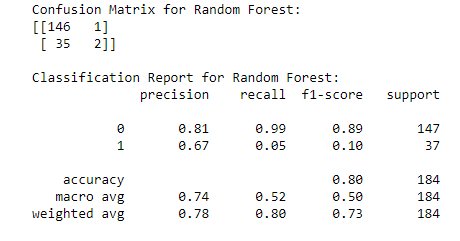 Confusion Matrix for Random Forest:
[[146   1]
 [ 35   2]]
Classification Report for Random Forest:
              precision    recall  f1-score   support
           0       0.81      0.99      0.89       147
           1       0.67      0.05      0.10        37
    accuracy                           0.80       184
   macro avg       0.74      0.52      0.50       184
weighted avg       0.78      0.80      0.73       184